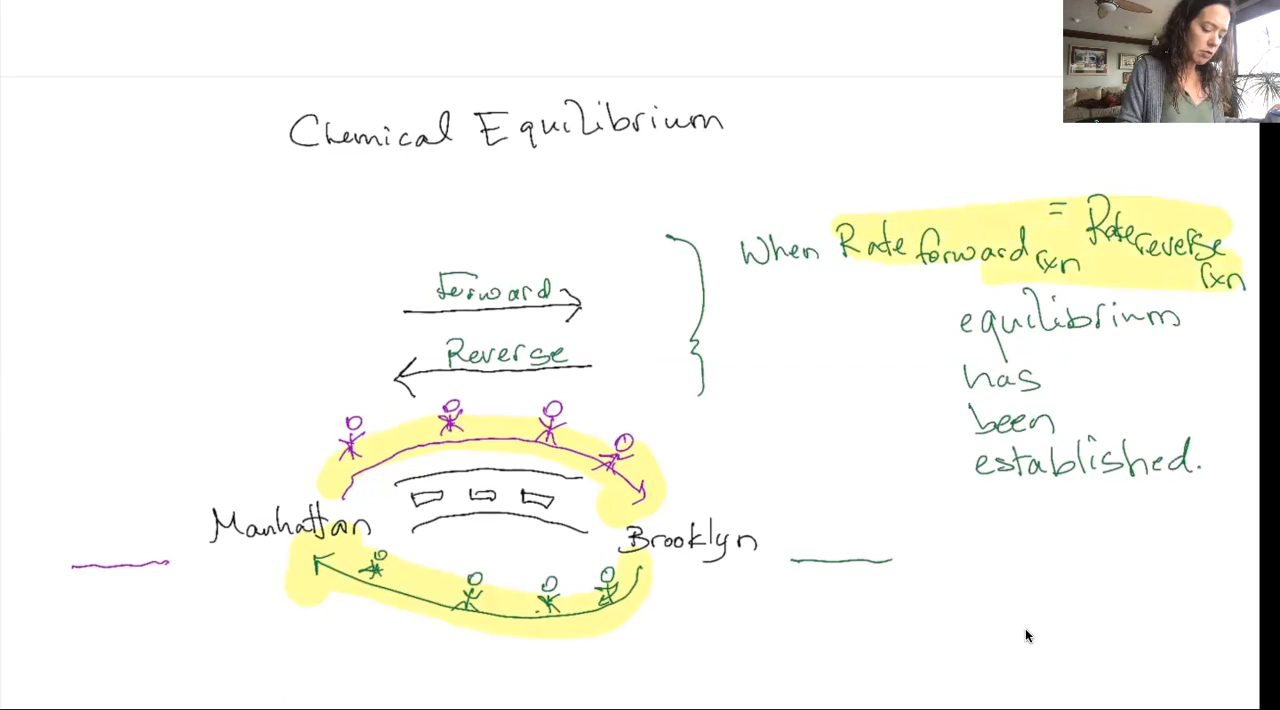 Chemical Equilibrium
When Rate forward rxn = Rate reverse rxn
equilibrium
has
been
established.
Forward
Reverse
Manhattan
Brooklyn